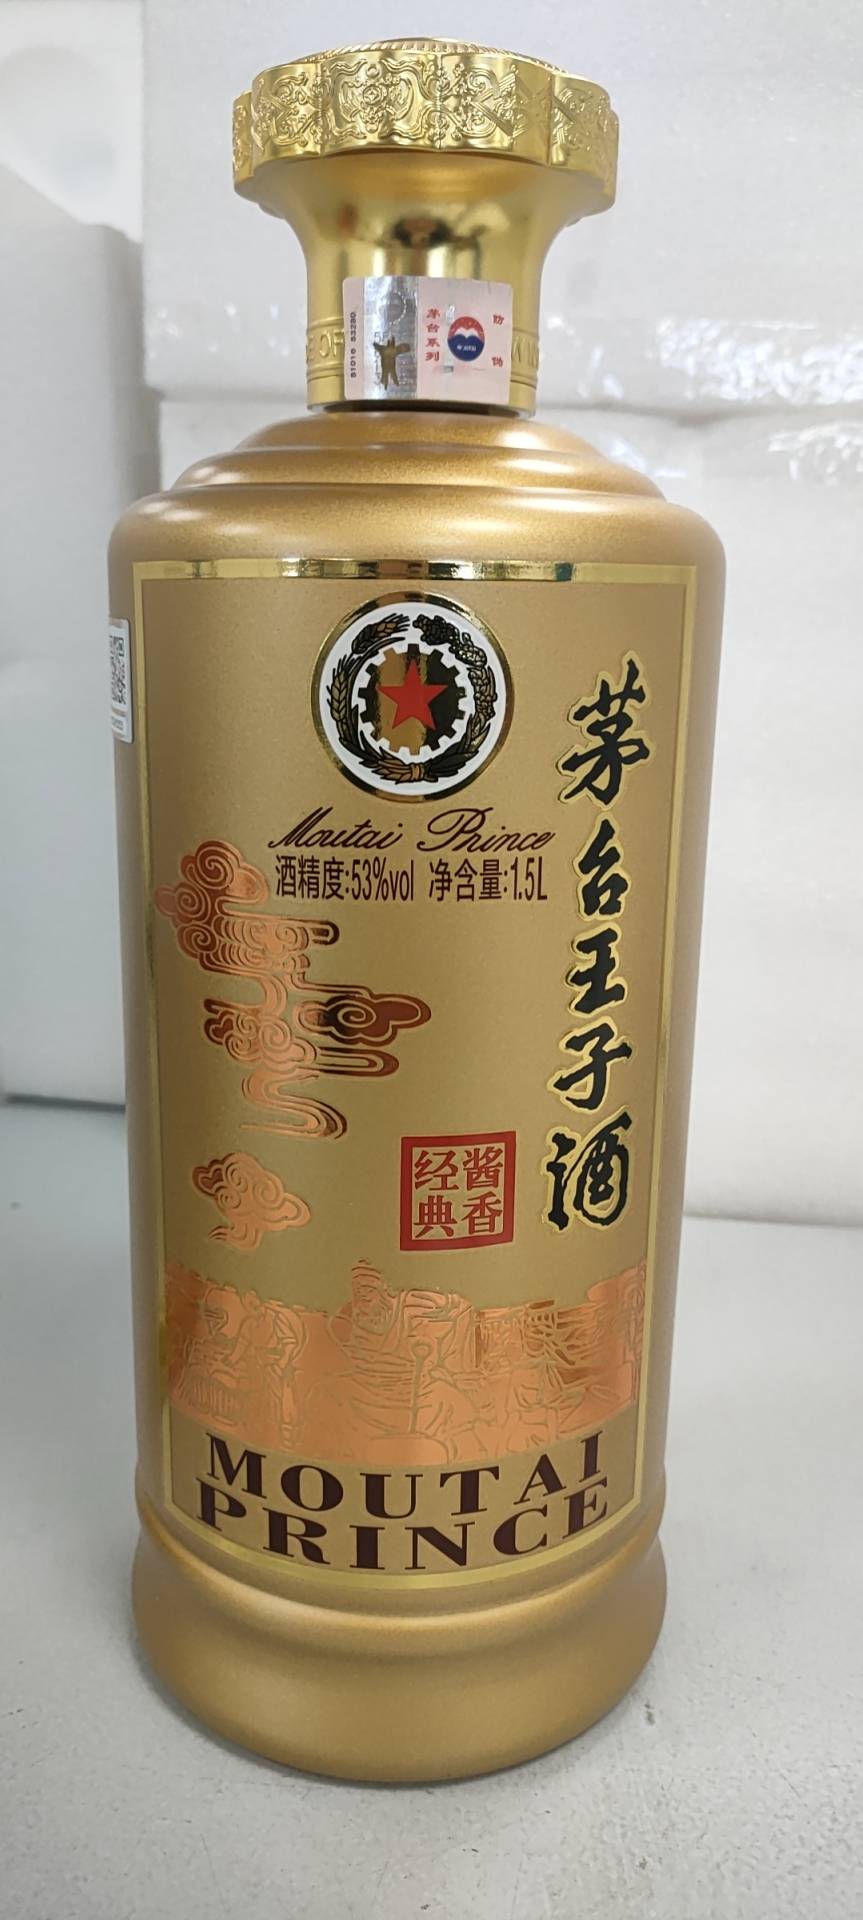 茅台系列
防伪
Moutai Prince
酒精度:53%vol 净含量:1.5L
茅台王子酒
酱香
经典
MOUTAI
PRINCE